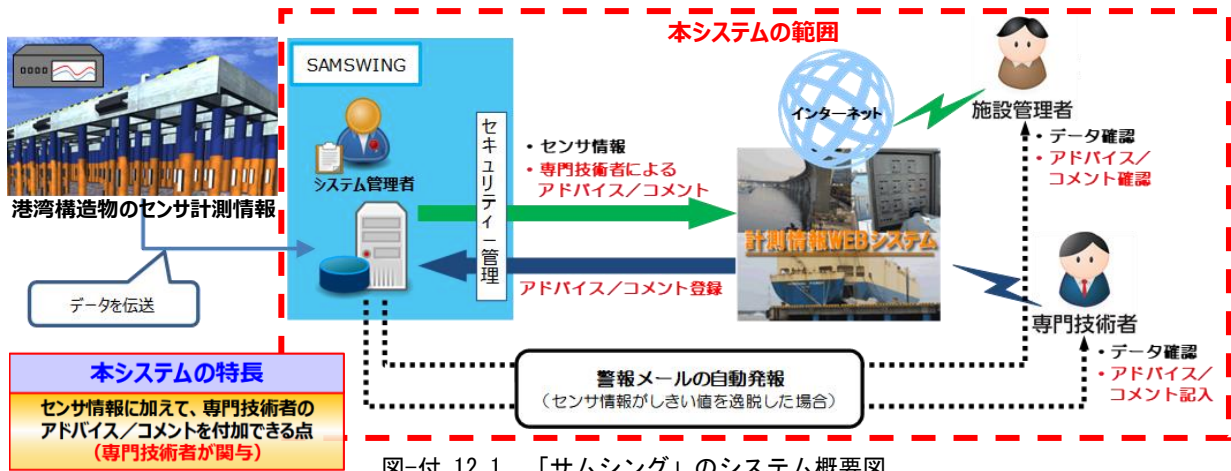 本システムの範囲
SAMSWING
システム管理者
セキュリティー管理
港湾構造物のセンサ計測情報
データを伝送
・センサ情報
・専門技術者による
アドバイス／コメント
アドバイス／コメント登録
インターネット
計測情報WEBシステム
施設管理者
・データ確認
・アドバイス／
コメント確認
専門技術者
・データ確認
・アドバイス／
コメント記入
警報メールの自動発報
（センサ情報がしきい値を逸脱した場合）
本システムの特長
センサ情報に加えて、専門技術者の
アドバイス／コメントを付加できる点
（専門技術者が関与）
図-付 12.1 「サムシング」のシステム概要図